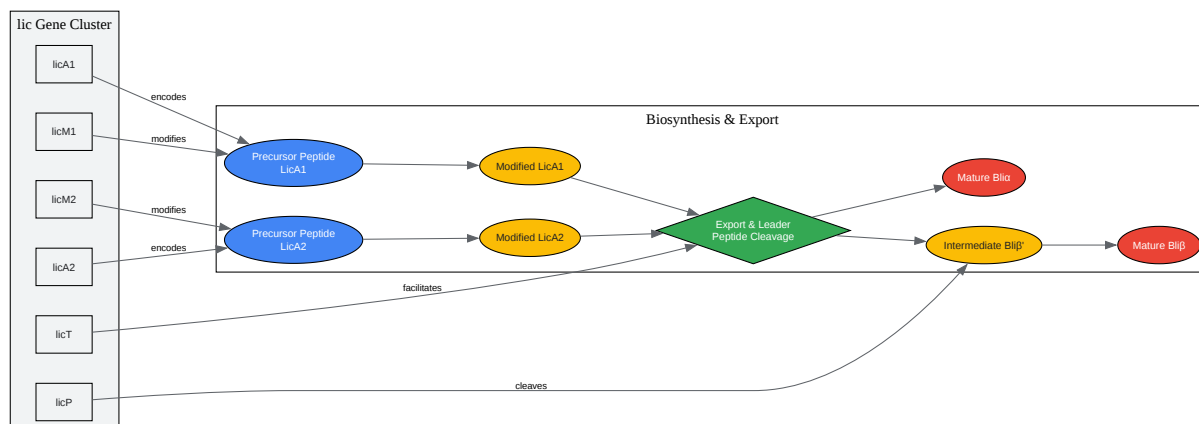 lic Gene Cluster
licA1
licM1
licM2
licA2
licT
licP
encodes
modifies
modifies
encodes
facilitates
cleaves
Biosynthesis & Export
Precursor Peptide
LicA1
Modified LicA1
Precursor Peptide
LicA2
Modified LicA2
Export & Leader
Peptide Cleavage
Mature Bliα
Intermediate Bliβ'
Mature Bliβ